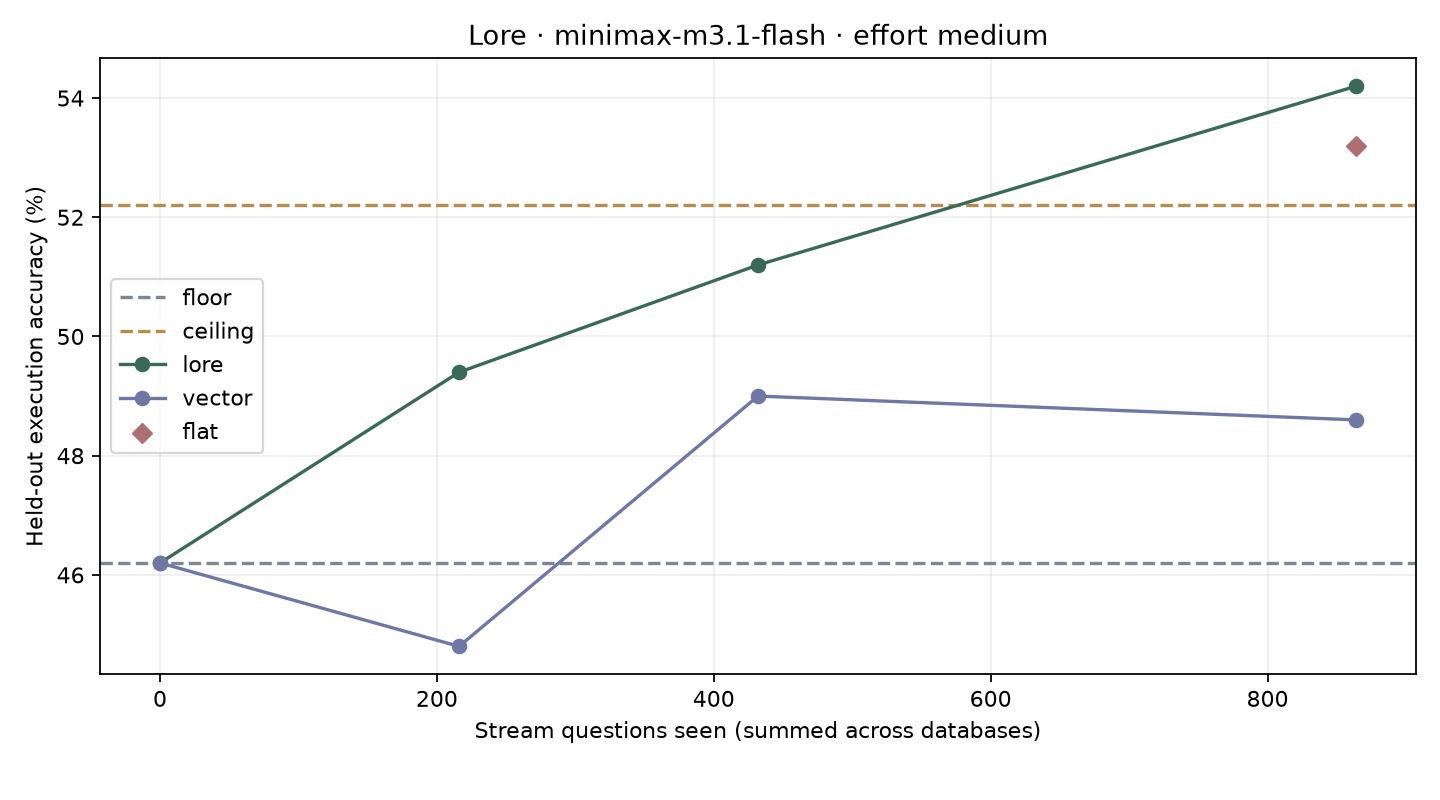 Lore · minimax-m3.1-flash · effort medium
Held-out execution accuracy (%)
54
52
50
48
46
floor
ceiling
lore
vector
flat
0 200 400 600 800
Stream questions seen (summed across databases)